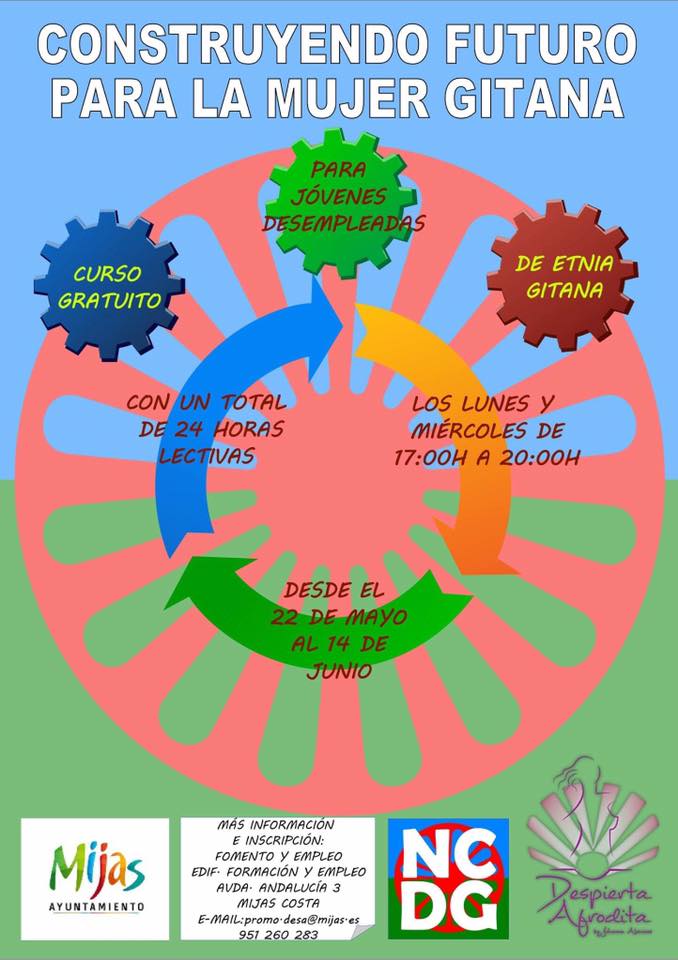 CONSTRUYENDO FUTURO
PARA LA MUJER GITANA
CURSO
GRATUITO
PARA
JÓVENES
DESEMPLEADAS
DE ETNIA
GITANA
CON UN TOTAL
DE 24 HORAS
LECTIVAS
LOS LUNES Y
MIÉRCOLES DE
17:00H A 20:00H
DESDE EL
22 DE MAYO
AL 14 DE
JUNIO
Mijas
AYUNTAMIENTO
MÁS INFORMACIÓN
E INSCRIPCIÓN:
FOMENTO Y EMPLEO
EDIF. FORMACIÓN Y EMPLEO
AVDA. ANDALUCÍA 3
MIJAS COSTA
E-MAIL:promo.desa@mijas.es
951 260 283
NC
DG
Despierta
Afrodita
by